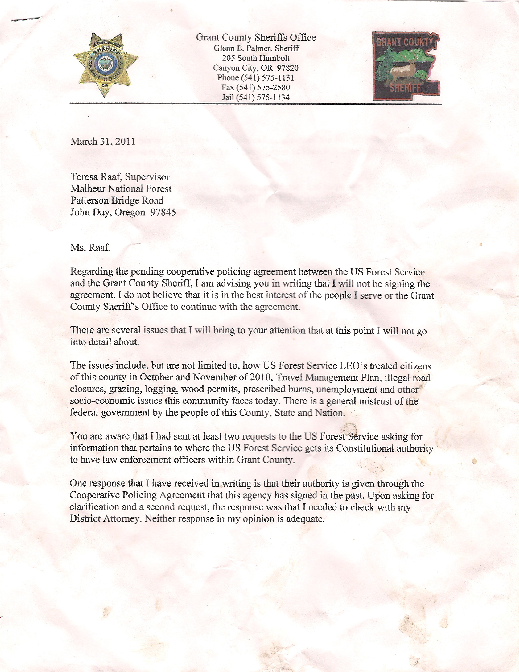 Grant County Sheriff's Office
Glenn E. Palmer, Sheriff
205 South Humbolt
Canyon City, OR 97820
Phone (541) 575-1131
Fax (541) 575-2580
Jail (541) 575-1134
GRANT COUNTY
SHERIFF
March 31, 2011
Teresa Raaf, Supervisor
Malheur National Forest
Patterson Bridge Road
John Day, Oregon 97845
Ms. Raaf,
Regarding the pending cooperative policing agreement between the US Forest Service
and the Grant County Sheriff, I am advising you in writing that I will not be signing the
agreement. I do not believe that it is in the best interest of the people I serve or the Grant
County Sheriff's Office to continue with the agreement.
There are several issues that I will bring to your attention that at this point I will not go
into detail about.
The issues include, but are not limited to, how US Forest Service LEO's treated citizens
of this county in October and November of 2010, Travel Management Plan, illegal road
closures, grazing, logging, wood permits, prescribed burns, unemployment and other
socio-economic issues this community faces today. There is a general mistrust of the
federal government by the people of this County, State and Nation.
You are aware that I had sent at least two requests to the US Forest Service asking for
information that pertains to where the US Forest Service gets its Constitutional authority
to have law enforcement officers within Grant County.
One response that I have received in writing is that their authority is given through the
Cooperative Policing Agreement that this agency has signed in the past. Upon asking for
clarification and a second request, the response was that I needed to check with my
District Attorney. Neither response in my opinion is adequate.